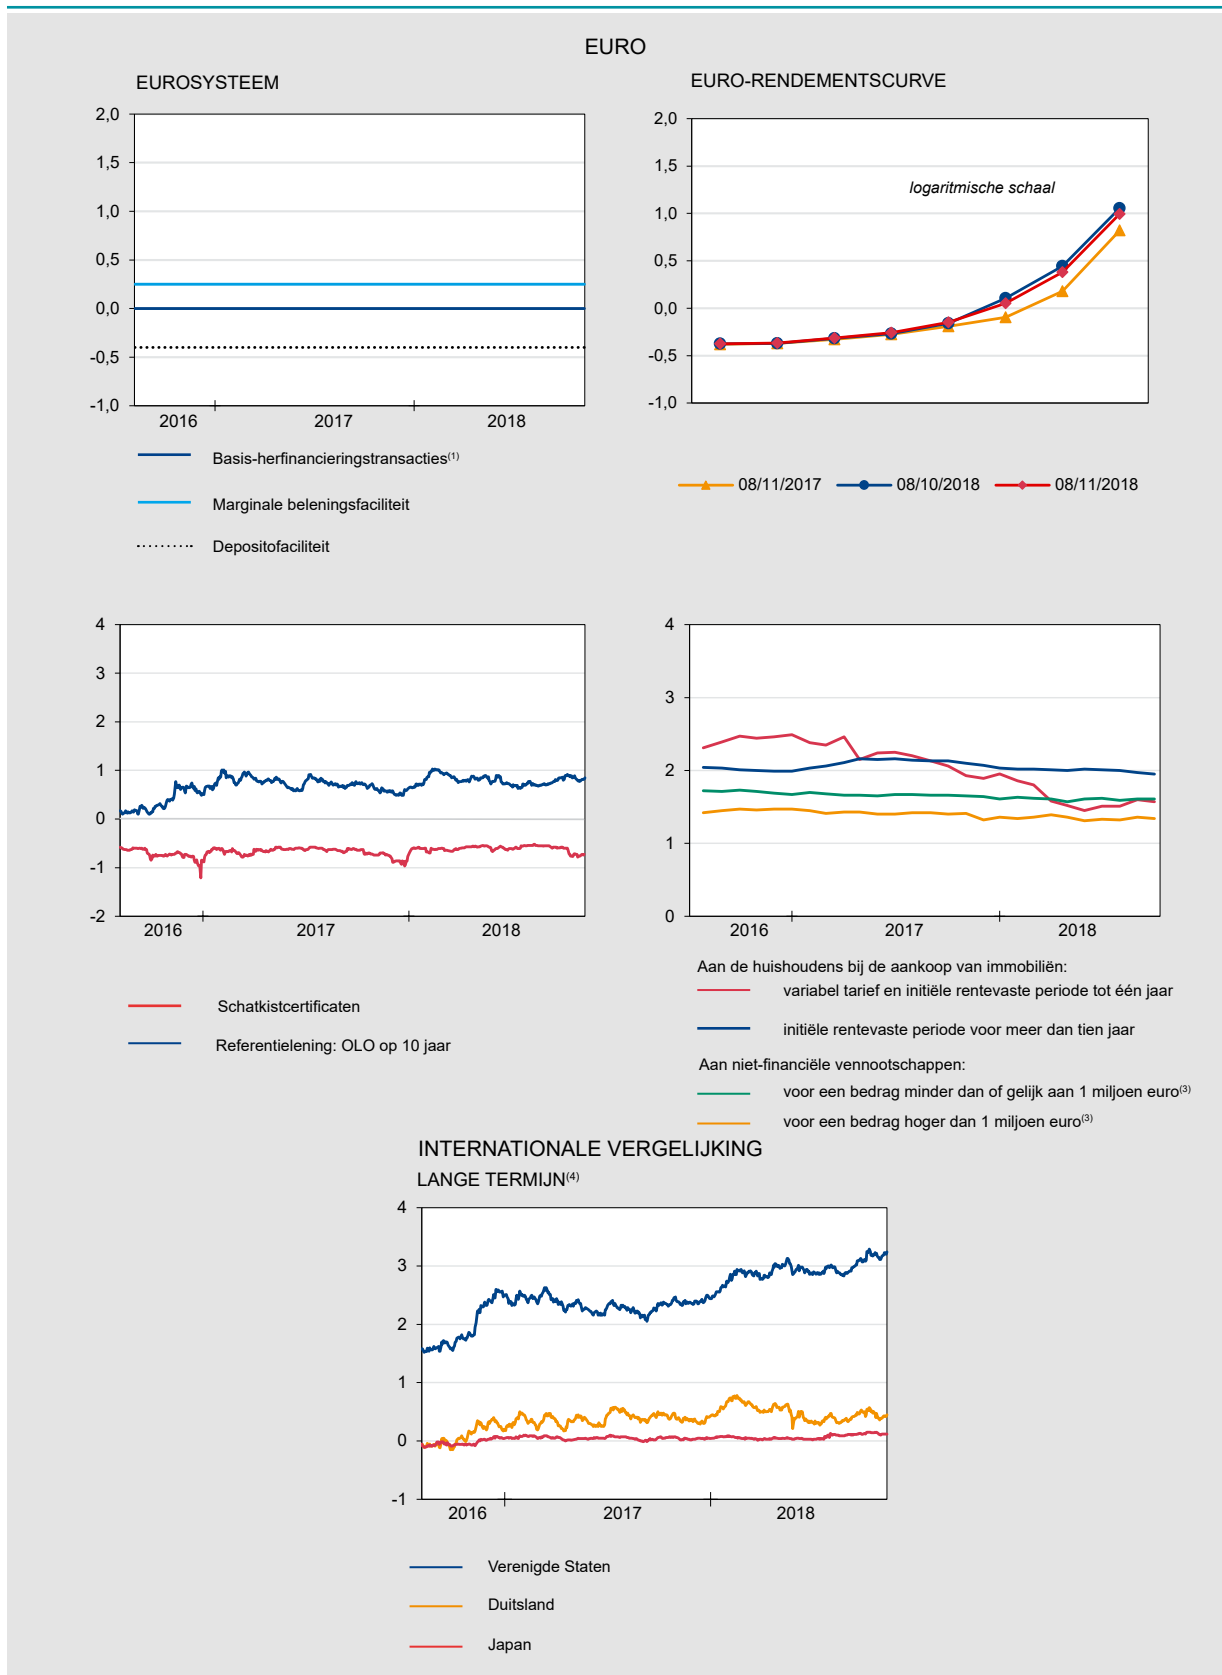 EURO
EUROSYSTEEM
2,0
1,5
1,0
0,5
0,0
-0,5
-1,0
2016 2017 2018
Basis-herfinancieringstransacties(1)
Marginale beleningsfaciliteit
Depositofaciliteit
EURO-RENDEMENTSCURVE
2,0
1,5
1,0
0,5
0,0
-0,5
-1,0
logaritmische schaal
08/11/2017 08/10/2018 08/11/2018
4
3
2
1
0
-1
-2
2016 2017 2018
Schatkistcertificaten
Referentielening: OLO op 10 jaar
4
3
2
1
0
2016 2017 2018
Aan de huishoudens bij de aankoop van immobiliën:
variabel tarief en initiële rentevaste periode tot één jaar
initiële rentevaste periode voor meer dan tien jaar
Aan niet-financiële vennootschappen:
voor een bedrag minder dan of gelijk aan 1 miljoen euro(3)
voor een bedrag hoger dan 1 miljoen euro(3)
INTERNATIONALE VERGELIJKING
LANGE TERMIJN(4)
4
3
2
1
0
-1
2016 2017 2018
Verenigde Staten
Duitsland
Japan